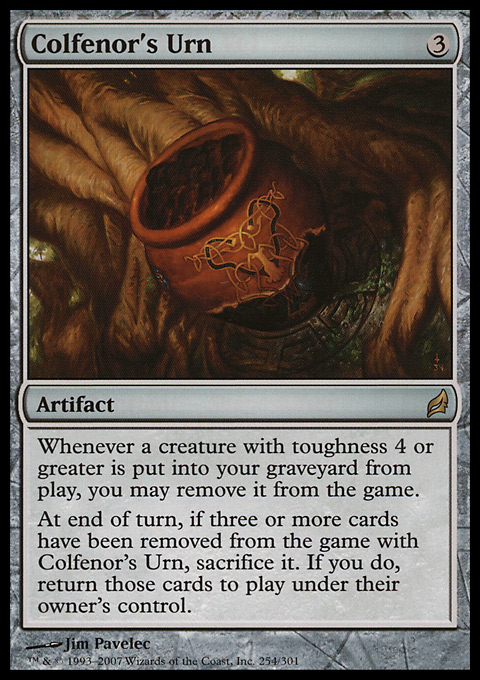 Colfenor's Urn 3
Artifact
Whenever a creature with toughness 4 or
greater is put into your graveyard from
play, you may remove it from the game.
At end of turn, if three or more cards
have been removed from the game with
Colfenor's Urn, sacrifice it. If you do,
return those cards to play under their
owner's control.
Jim Pavelec
™ & © 1993–2007 Wizards of the Coast, Inc. 254/301